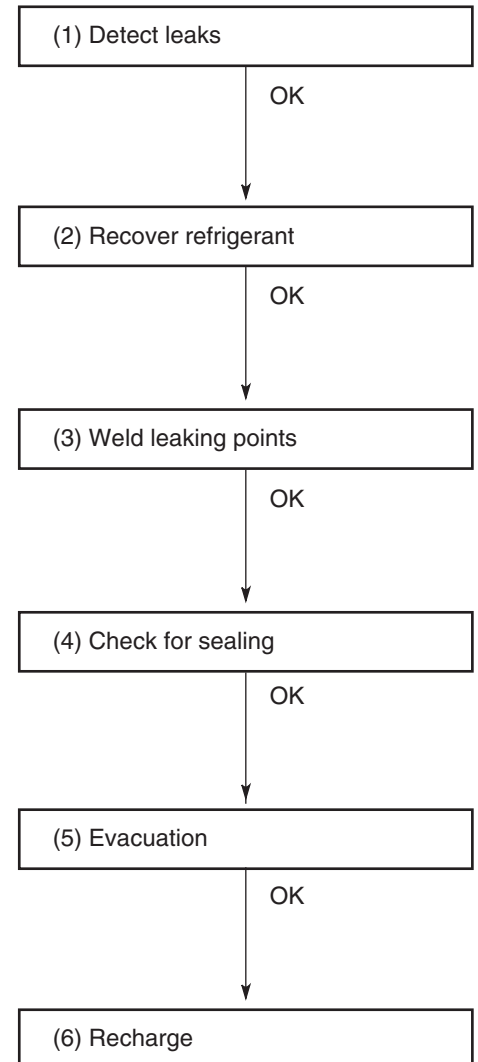 (1) Detect leaks
OK
(2) Recover refrigerant
OK
(3) Weld leaking points
OK
(4) Check for sealing
OK
(5) Evacuation
OK
(6) Recharge